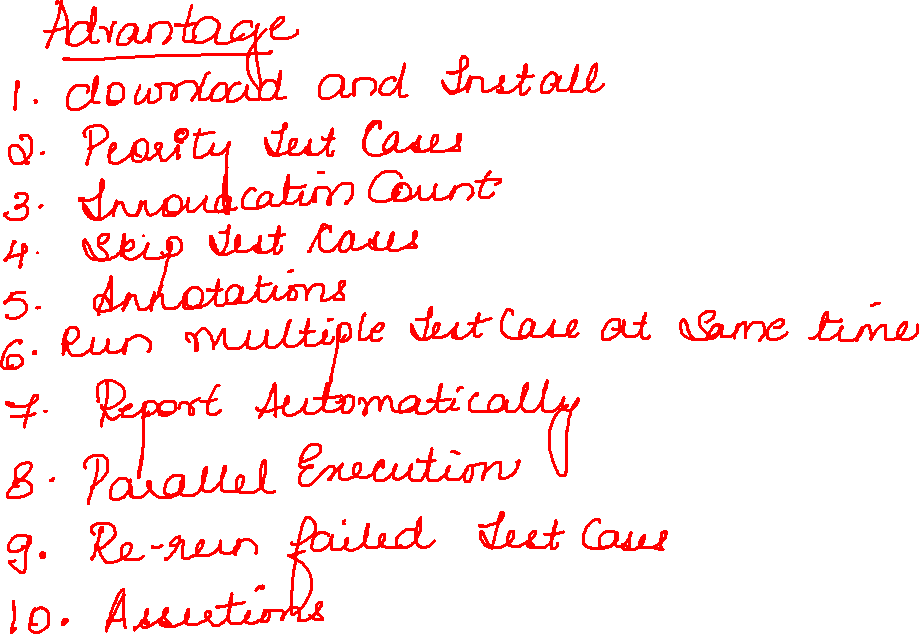 Advantage
1. download and Install
2. Peority Test Cases
3. Innouacation Count
4. Skip Test Cases
5. Annotations
6. Run Multiple Test Case at Same time
7. Report Automatically
8. Parallel Execution
9. Re-run failed Test Cases
10. Assertions